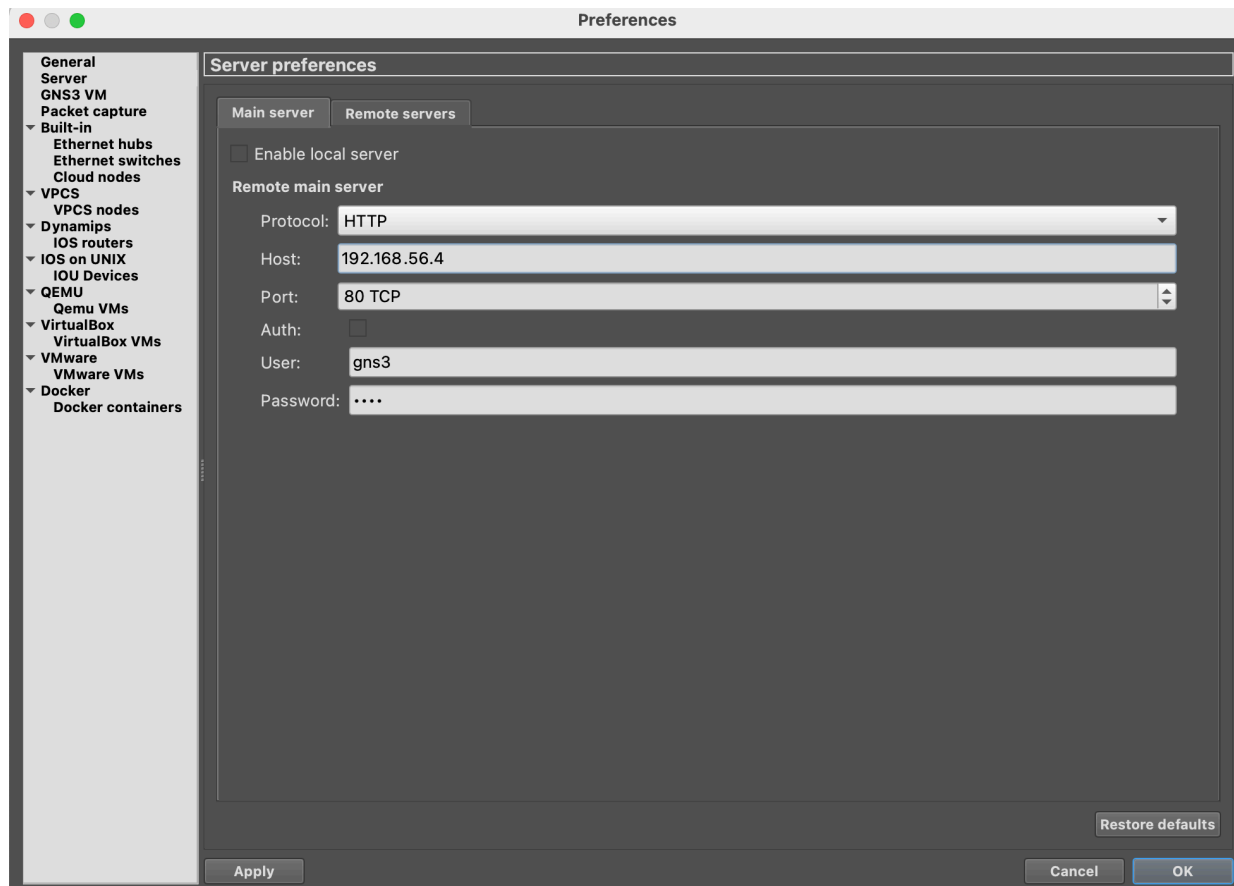 Preferences
General
Server
GNS3 VM
Packet capture
Built-in
Ethernet hubs
Ethernet switches
Cloud nodes
VPCS
VPCS nodes
Dynamips
IOS routers
IOS on UNIX
IOU Devices
QEMU
Qemu VMs
VirtualBox
VirtualBox VMs
VMware
VMware VMs
Docker
Docker containers
Server preferences
Main server Remote servers
Enable local server
Remote main server
Protocol: HTTP
Host: 192.168.56.4
Port: 80 TCP
Auth:
User: gns3
Password: ••••
Restore defaults
Apply Cancel OK